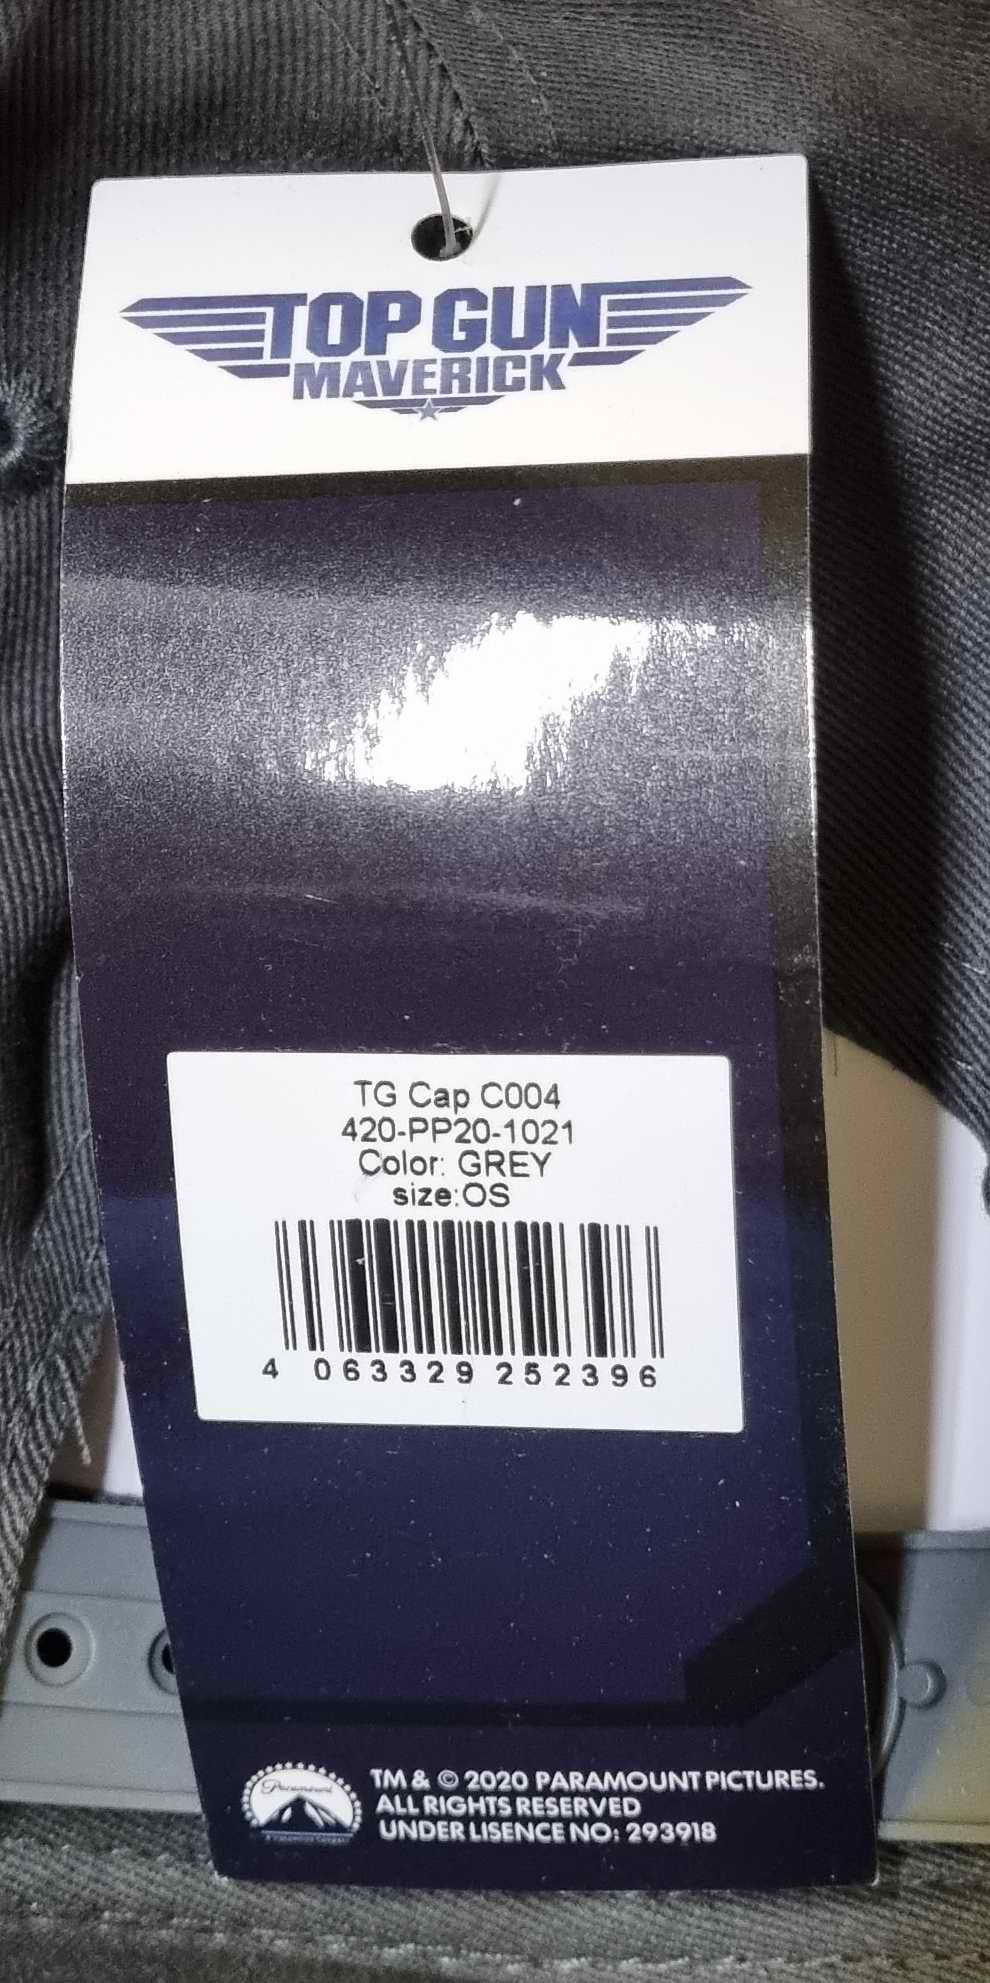 TOP GUN
MAVERICK
TG Cap C004
420-PP20-1021
Color: GREY
size:OS
4 063329 252396
Paramount
TM & © 2020 PARAMOUNT PICTURES.
ALL RIGHTS RESERVED
UNDER LISENCE NO: 293918